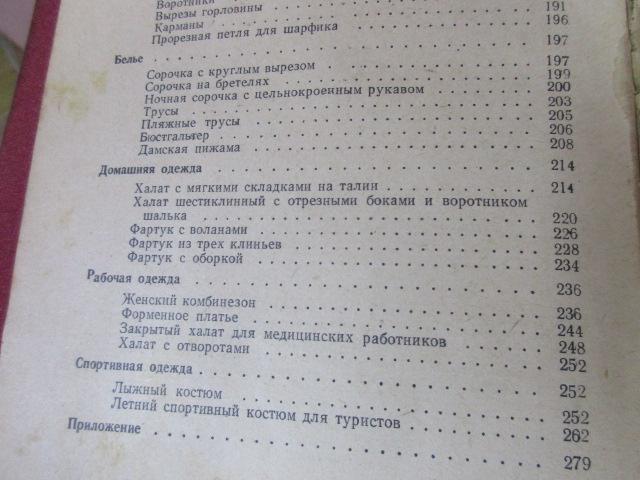 Воротники
Вырезы горловины
Карманы . . . 191
Прорезная петля для шарфика . . . 196
Белье . . . 197
Сорочка с круглым вырезом . . . 197
Сорочка на бретелях . . . 199
Ночная сорочка с цельнокроенным рукавом . . . 200
Трусы . . . 203
Пляжные трусы . . . 205
Бюстгальтер . . . 206
Дамская пижама . . . 208
Домашняя одежда . . . 214
Халат с мягкими складками на талии . . . 214
Халат шестиклинный с отрезными боками и воротником
шалька . . . 220
Фартук с воланами . . . 226
Фартук из трех клиньев . . . 228
Фартук с оборкой . . . 234
Рабочая одежда . . . 236
Женский комбинезон . . . 236
Форменное платье . . . 244
Закрытый халат для медицинских работников . . . 248
Халат с отворотами . . . 252
Спортивная одежда . . . 252
Лыжный костюм . . . 252
Летний спортивный костюм для туристов . . . 262
Приложение . . . 279